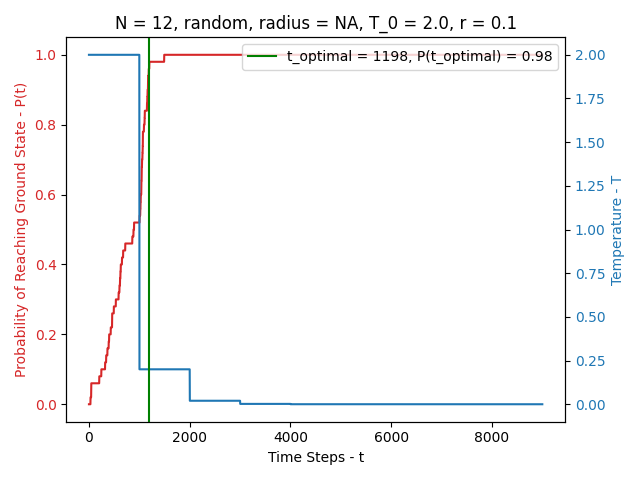 N = 12, random, radius = NA, T_0 = 2.0, r = 0.1
t_optimal = 1198, P(t_optimal) = 0.98
Probability of Reaching Ground State - P(t)
1.0
0.8
0.6
0.4
0.2
0.0
2.00
1.75
1.50
1.25
1.00
0.75
0.50
0.25
0.00
Temperature - T
0 2000 4000 6000 8000
Time Steps - t